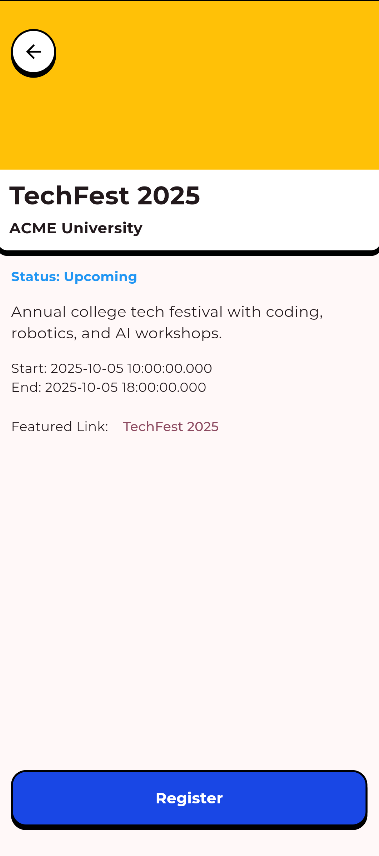 TechFest 2025
ACME University
Status: Upcoming
Annual college tech festival with coding,
robotics, and AI workshops.
Start: 2025-10-05 10:00:00.000
End: 2025-10-05 18:00:00.000
Featured Link: TechFest 2025
Register